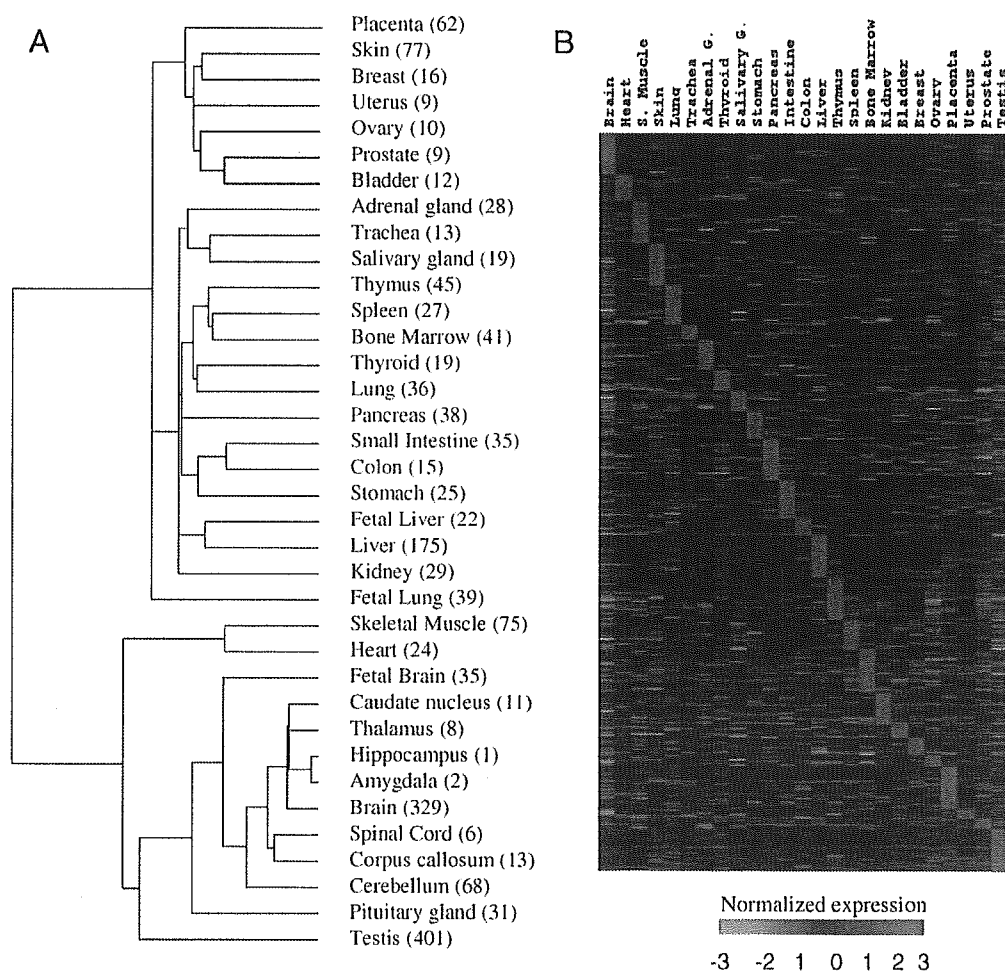 A
Placenta (62)
Skin (77)
Breast (16)
Uterus (9)
Ovary (10)
Prostate (9)
Bladder (12)
Adrenal gland (28)
Trachea (13)
Salivary gland (19)
Thymus (45)
Spleen (27)
Bone Marrow (41)
Thyroid (19)
Lung (36)
Pancreas (38)
Small Intestine (35)
Colon (15)
Stomach (25)
Fetal Liver (22)
Liver (175)
Kidney (29)
Fetal Lung (39)
Skeletal Muscle (75)
Heart (24)
Fetal Brain (35)
Caudate nucleus (11)
Thalamus (8)
Hippocampus (1)
Amygdala (2)
Brain (329)
Spinal Cord (6)
Corpus callosum (13)
Cerebellum (68)
Pituitary gland (31)
Testis (401)
B
Brain
Heart
S. Muscle
Skin
Lung
Trachea
Adrenal G.
Thyroid
Salivary G.
Stomach
Pancreas
Intestine
Colon
Liver
Thymus
Spleen
Bone Marrow
Kidney
Bladder
Breast
Ovary
Placenta
Uterus
Prostate
Testis
Normalized expression
-3 -2 1 0 1 2 3